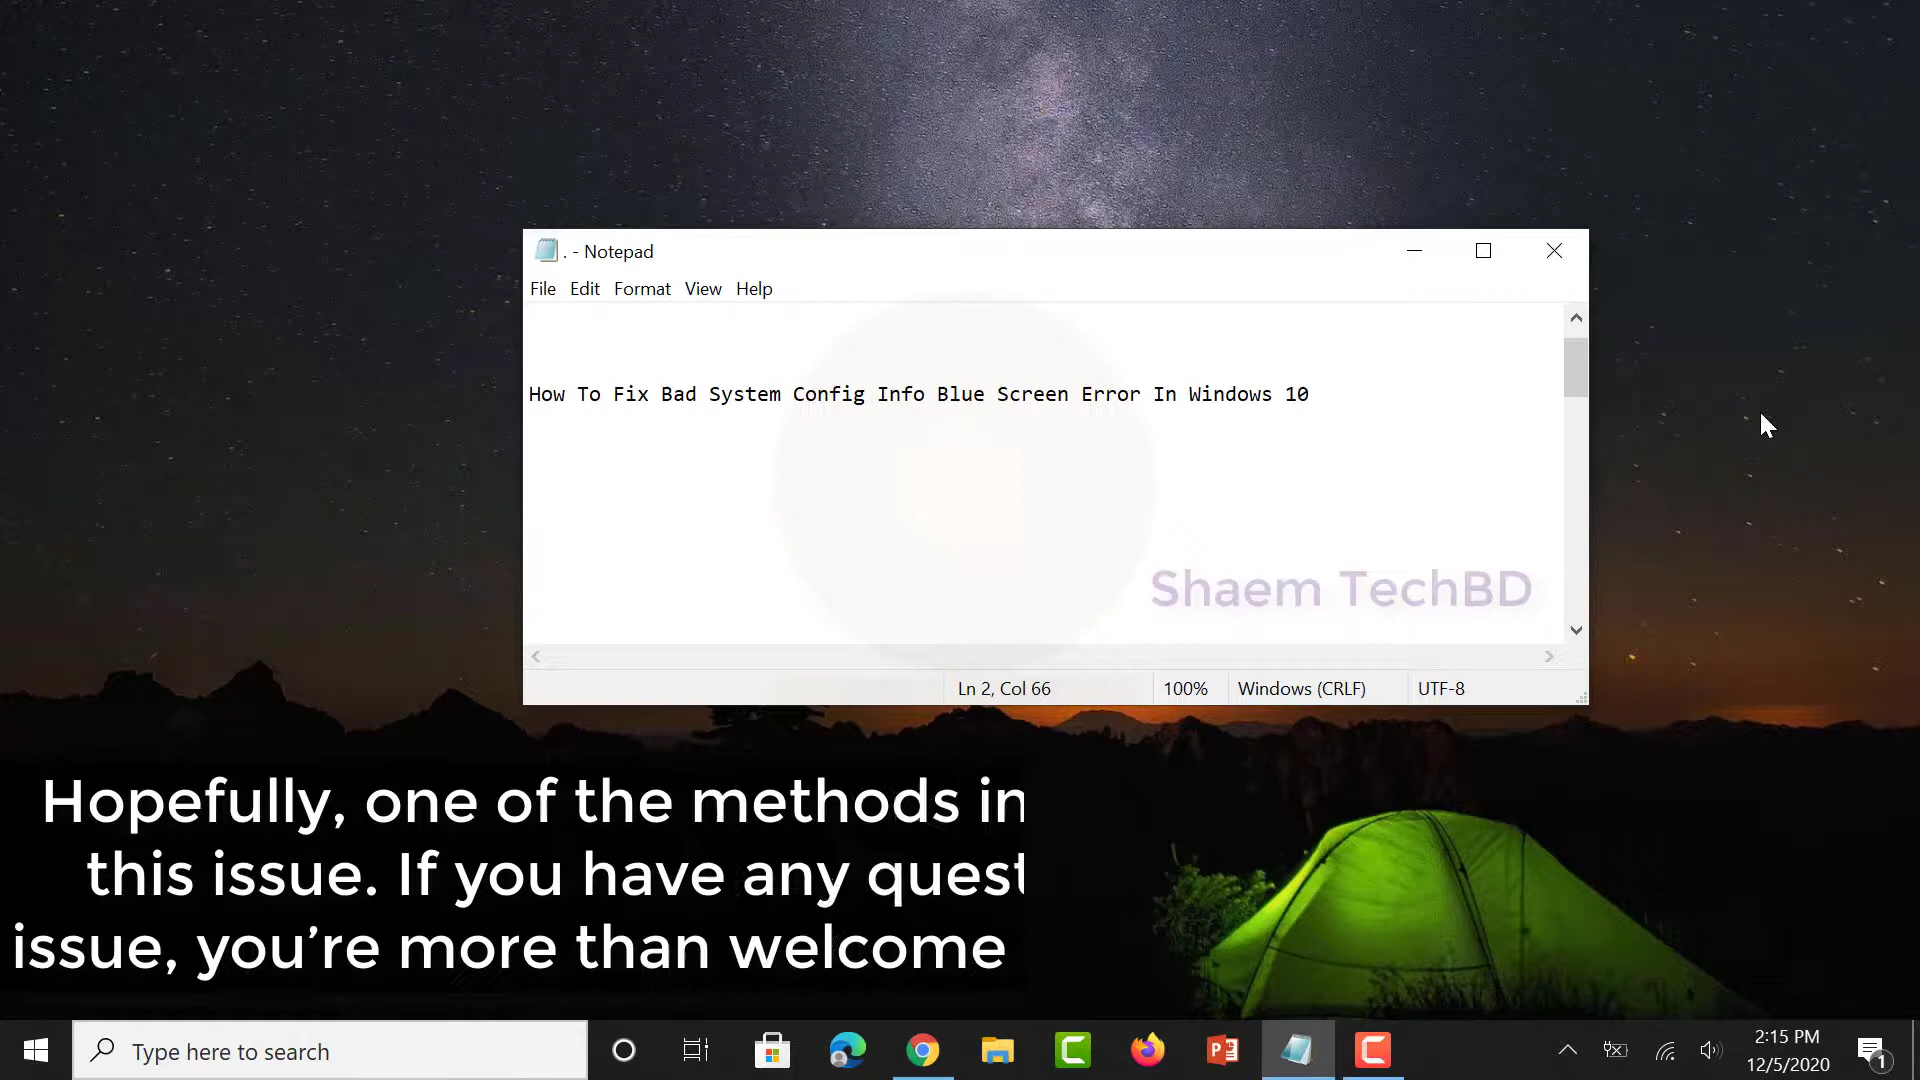 . - Notepad
File Edit Format View Help
How To Fix Bad System Config Info Blue Screen Error In Windows 10
Shaem TechBD
Ln 2, Col 66 100% Windows (CRLF) UTF-8
Hopefully, one of the methods in
this issue. If you have any quest
issue, you’re more than welcome
Type here to search
2:15 PM
12/5/2020
1